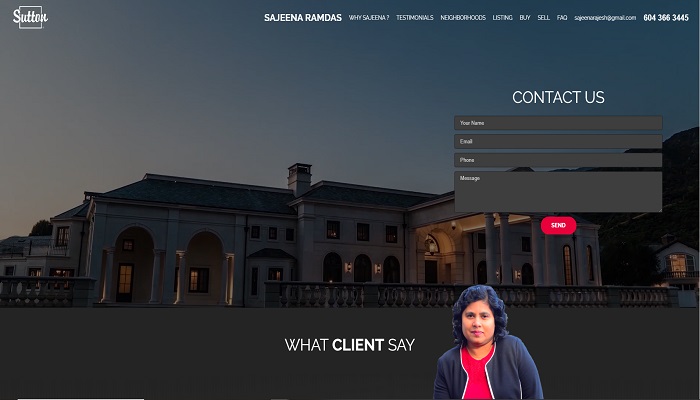 Sutton
SAJEENA RAMDAS WHY SAJEENA ? TESTIMONIALS NEIGHBORHOODS LISTING BUY SELL FAQ sajeenarajesh@gmail.com 604 366 3445
CONTACT US
Your Name
Email
Phone
Message
SEND
WHAT CLIENT SAY